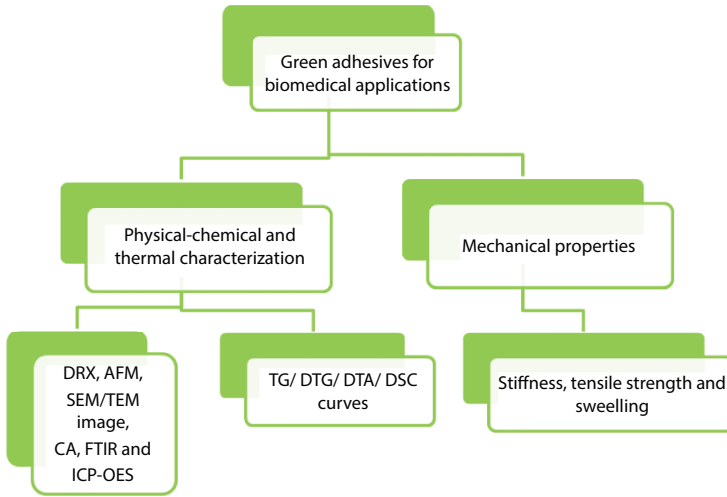 Green adhesives for
biomedical applications
Physical-chemical and
thermal characterization
Mechanical properties
DRX, AFM,
SEM/TEM
image,
CA, FTIR and
ICP-OES
TG/ DTG/ DTA/ DSC
curves
Stiffness, tensile strength and
sweelling